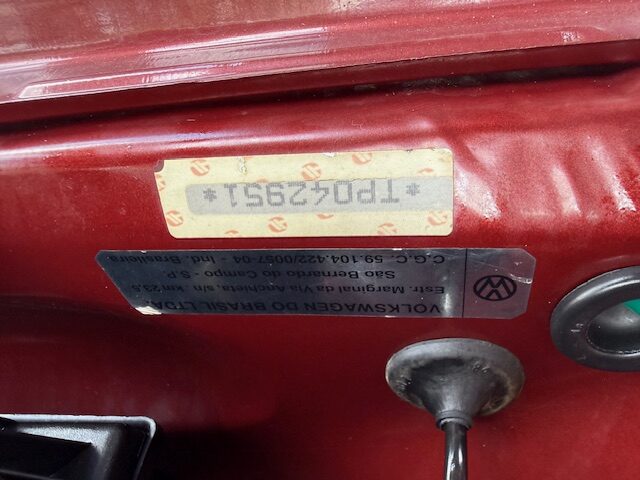 VOLKSWAGEN DO BRASIL LTDA.
Estr. Marginal da Via Anchieta, s/n km 23,5
São Bernardo do Campo - S.P
C.G.C. 59.104.422/0057-04 - Ind. Brasileira
*TP042951*